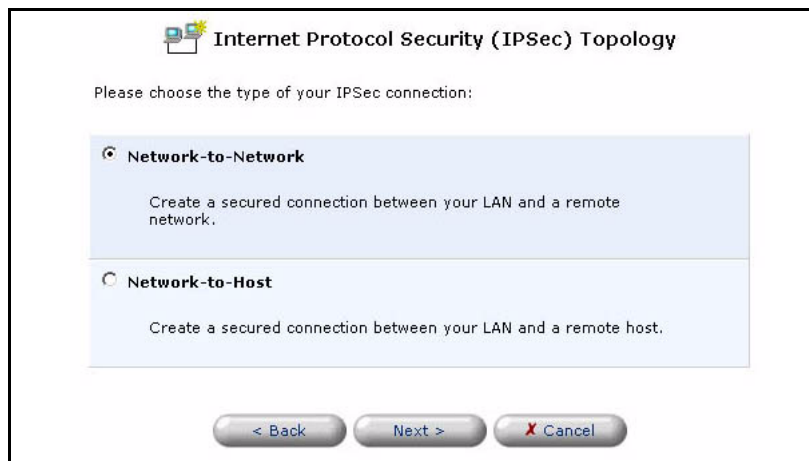 Internet Protocol Security (IPSec) Topology
Please choose the type of your IPSec connection:
Network-to-Network
Create a secured connection between your LAN and a remote
network.
Network-to-Host
Create a secured connection between your LAN and a remote host.
< Back
Next >
✗ Cancel